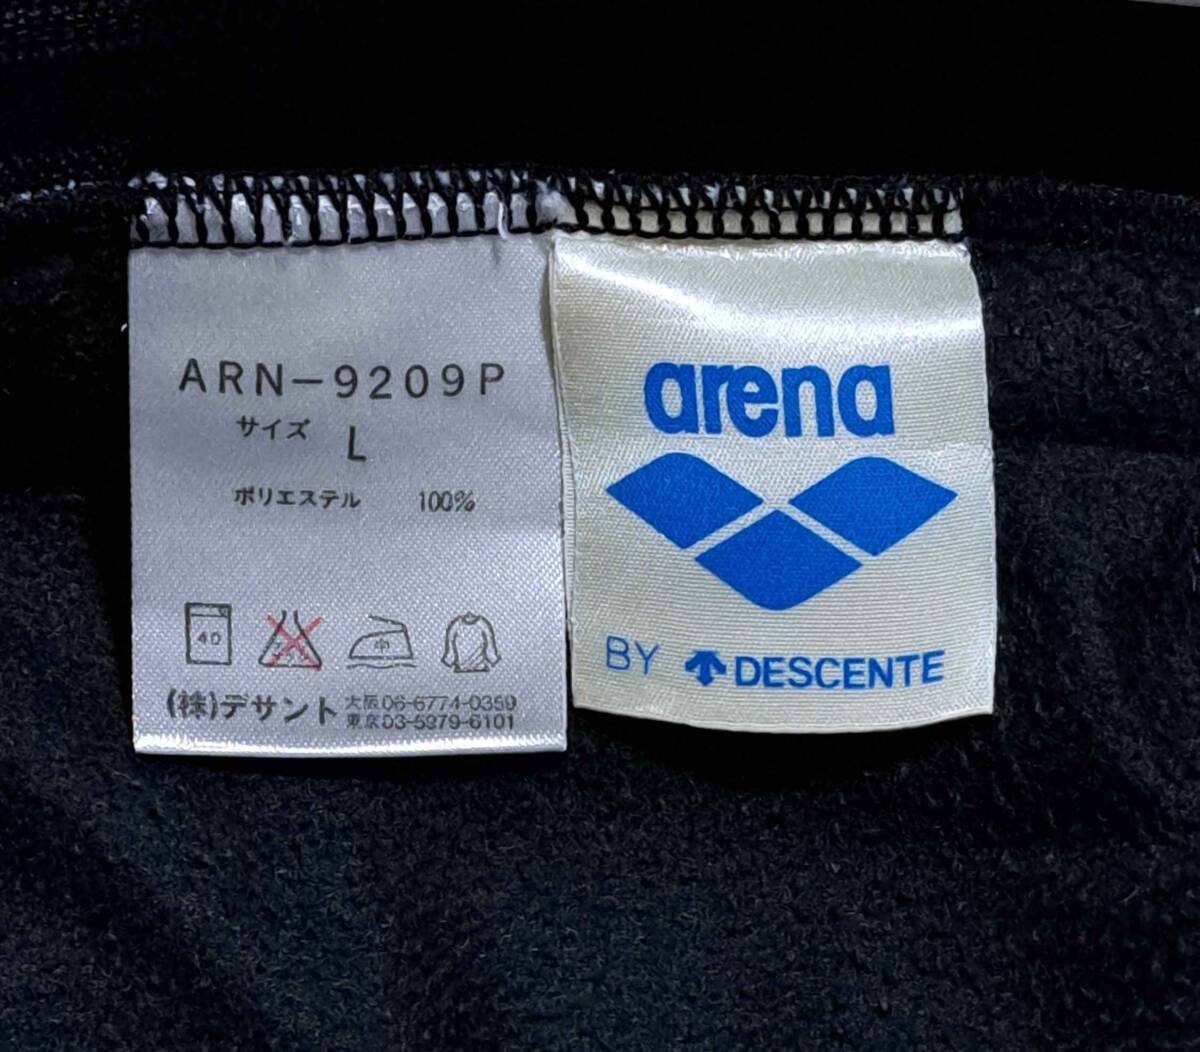 ARN-9209P
サイズ L
ポリエステル 100%
40
中
(株)デサント
大阪06-6774-0359
東京03-5979-6101
arena
BY DESCENTE